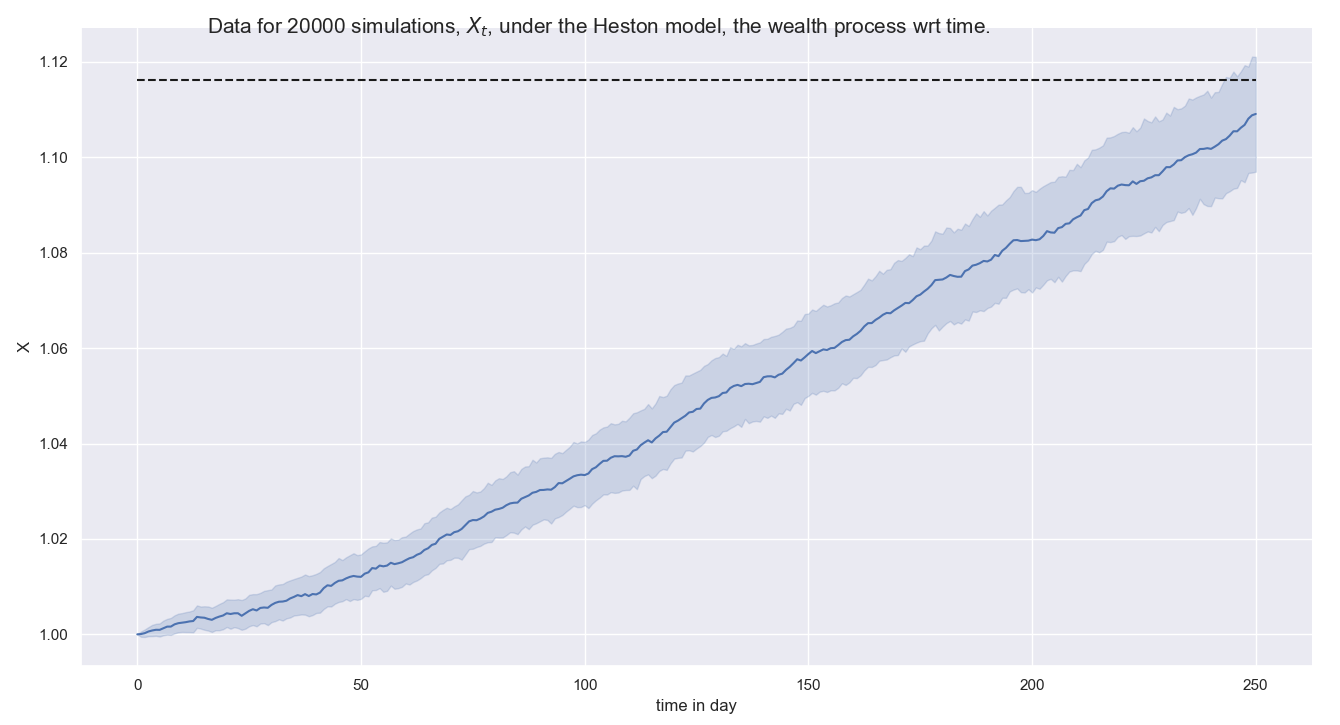 Data for 20000 simulations, X_t, under the Heston model, the wealth process wrt time.
1.12
1.10
1.08
1.06
1.04
1.02
1.00
X
0 50 100 150 200 250
time in day